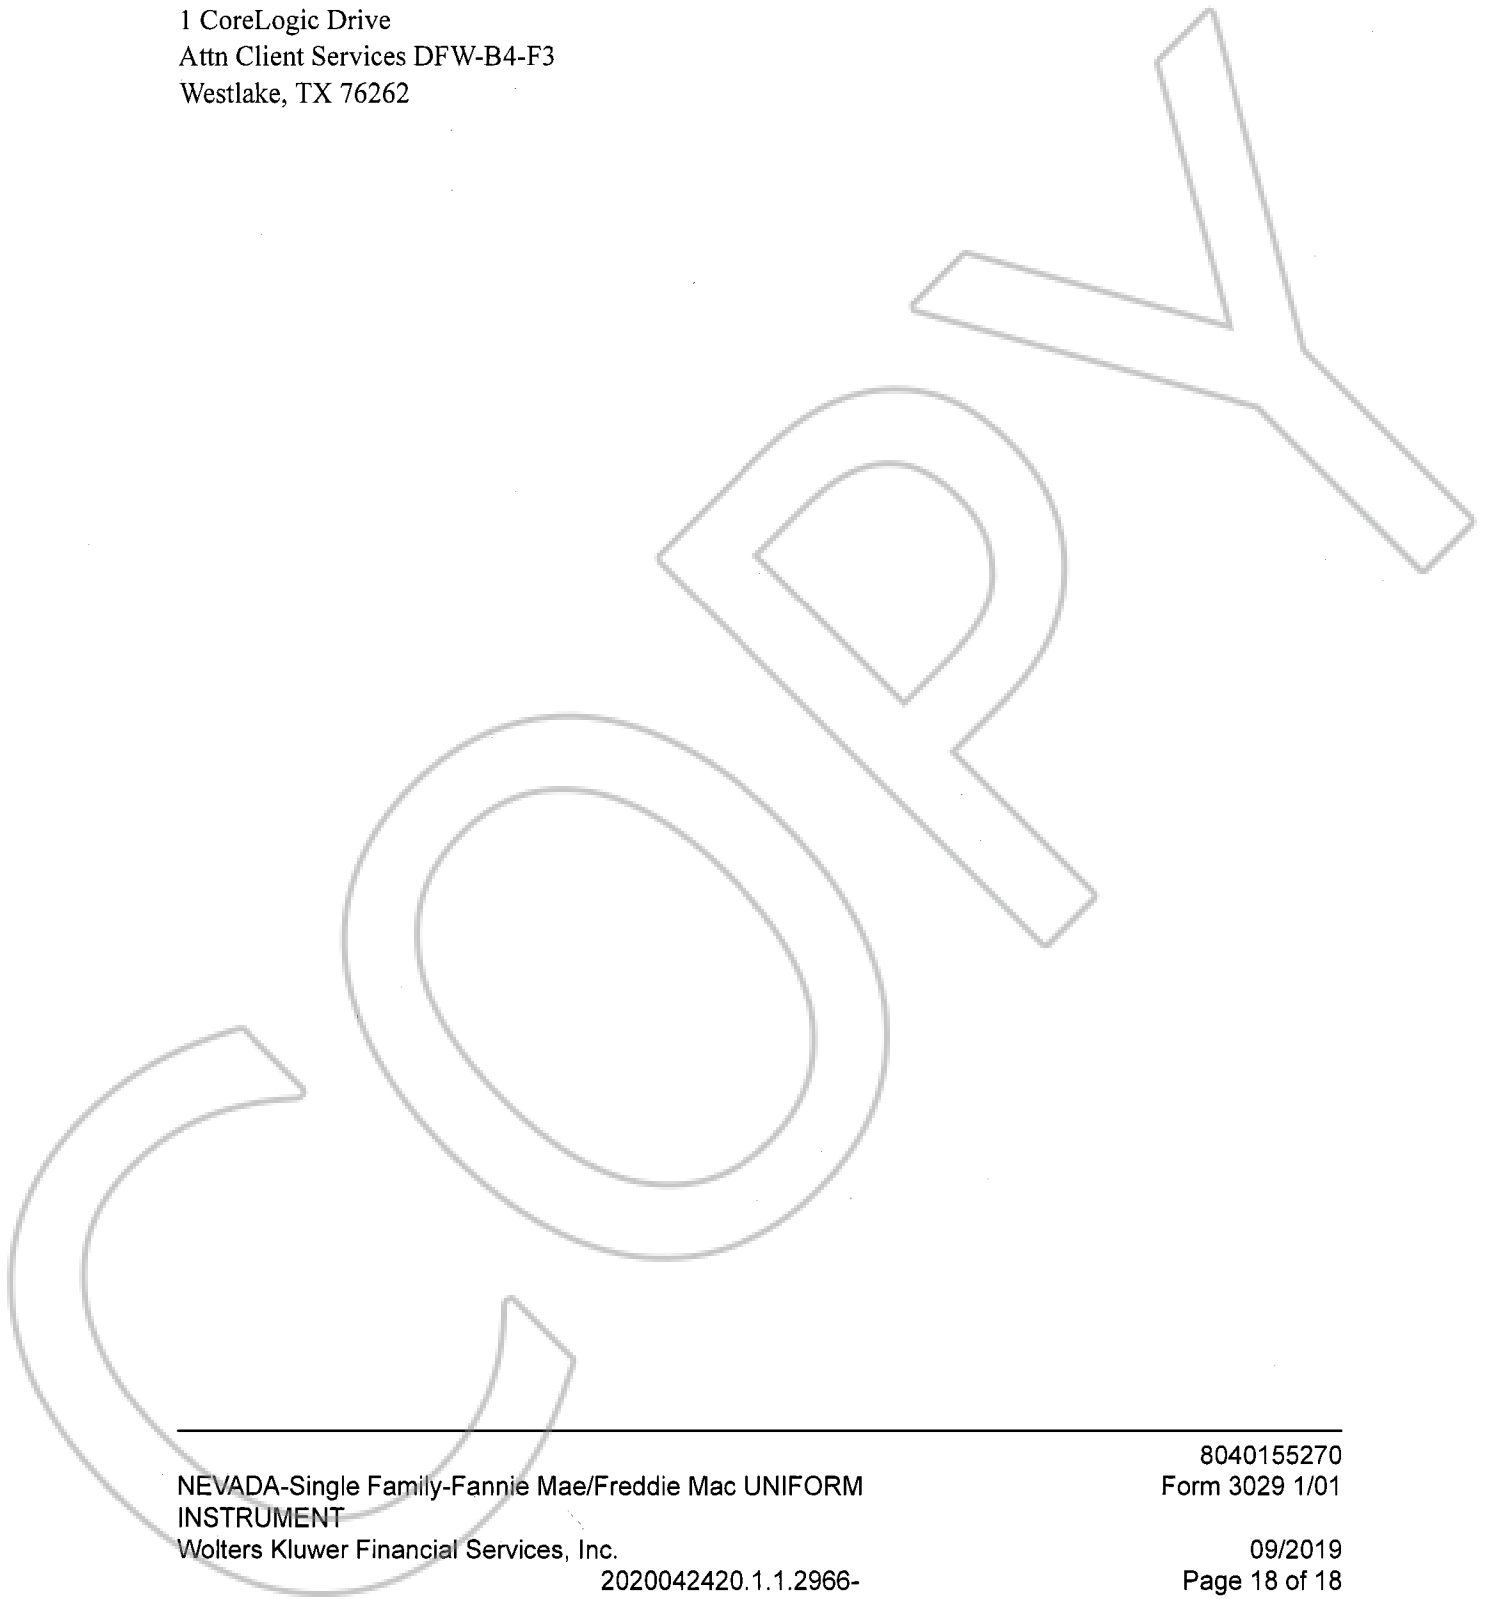 1 CoreLogic Drive
Attn Client Services DFW-B4-F3
Westlake, TX 76262
COPY
8040155270
NEVADA-Single Family-Fannie Mae/Freddie Mac UNIFORM Form 3029 1/01
INSTRUMENT
Wolters Kluwer Financial Services, Inc. 09/2019
2020042420.1.1.2966- Page 18 of 18